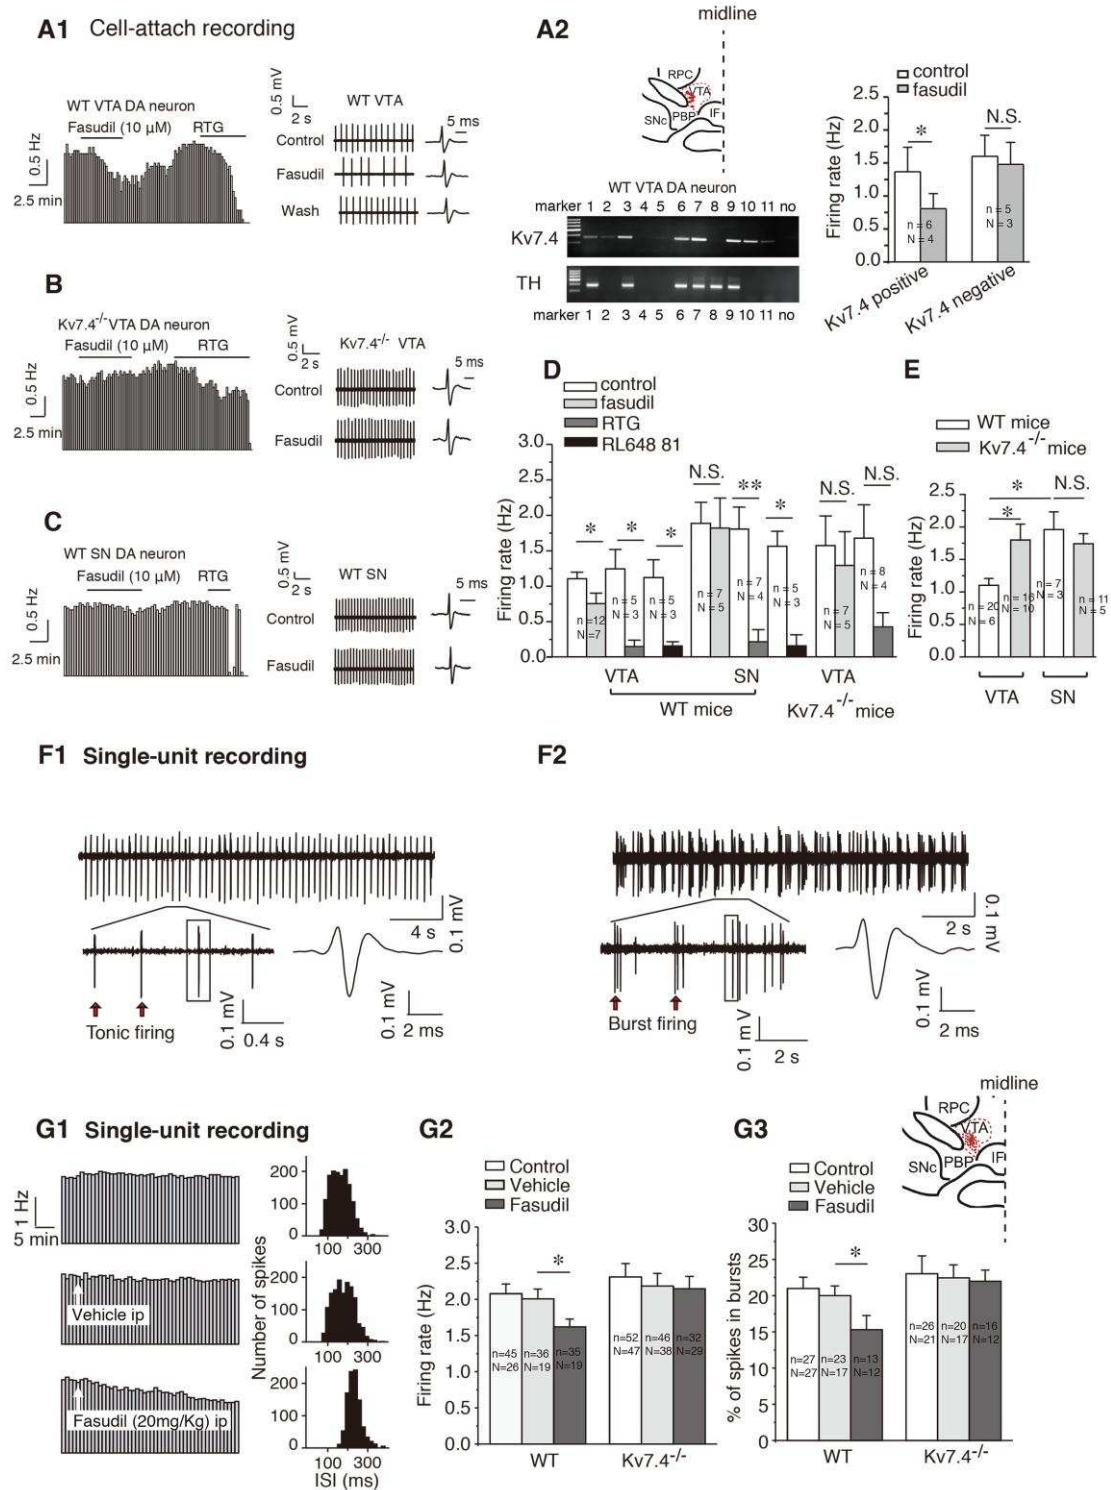 A1 Cell-attach recording
WT VTA DA neuron
Fasudil (10 µM) RTG
0.5 Hz
2.5 min
0.5 mV
2 s
WT VTA
5 ms
Control
Fasudil
Wash
A2
midline
RPC
VTA
SNc
PBP
IF
WT VTA DA neuron
marker 1 2 3 4 5 6 7 8 9 10 11 no
Kv7.4
TH
marker 1 2 3 4 5 6 7 8 9 10 11 no
control
fasudil
Firing rate (Hz)
2.5
2.0
1.5
1.0
0.5
0.0
*
N.S.
n = 6
N = 4
n = 5
N = 3
Kv7.4 positive
Kv7.4 negative
B
Kv7.4-/- VTA DA neuron
Fasudil (10 µM) RTG
0.5 Hz
2.5 min
0.5 mV
2 s
Kv7.4-/- VTA
5 ms
Control
Fasudil
C
WT SN DA neuron
Fasudil (10 µM) RTG
0.5 Hz
2.5 min
0.5 mV
2 s
WT SN
5 ms
Control
Fasudil
D
control
fasudil
RTG
RL648 81
Firing rate (Hz)
3.0
2.5
2.0
1.5
1.0
0.5
0.0
* * * N.S. ** * N.S. N.S.
n =12
N =7
n =5
N = 3
n =5
N = 3
n = 7
N = 5
n = 7
N = 4
n = 5
N = 3
n = 7
N = 5
n = 8
N = 4
VTA SN VTA
WT mice Kv7.4-/- mice
E
WT mice
Kv7.4-/- mice
Firing rate (Hz)
2.5
2.0
1.5
1.0
0.5
0.0
* N.S.
*
n = 20
N = 6
n = 16
N = 10
n = 7
N = 3
n = 11
N = 5
VTA SN
F1 Single-unit recording
0.1 mV
4 s
Tonic firing
0.1 mV
0.4 s
2 ms
F2
0.1 mV
2 s
Burst firing
0.1 mV
2 s
0.1 mV
2 ms
G1 Single-unit recording
1 Hz
5 min
Vehicle ip
Fasudil (20mg/Kg) ip
Number of spikes
200
100
0
100 300
200
100
0
100 300
200
100
0
100 300
ISI (ms)
G2
Control
Vehicle
Fasudil
Firing rate (Hz)
3.0
2.5
2.0
1.5
1.0
0.5
0.0
*
n=45
N=26
n=36
N=19
n=35
N=19
n=52
N=47
n=46
N=38
n=32
N=29
WT Kv7.4-/-
G3
midline
RPC
VTA
SNc
PBP
IF
Control
Vehicle
Fasudil
% of spikes in bursts
30
25
20
15
10
5
0
*
n=27
N=27
n=23
N=17
n=13
N=12
n=26
N=21
n=20
N=17
n=16
N=12
WT Kv7.4-/-